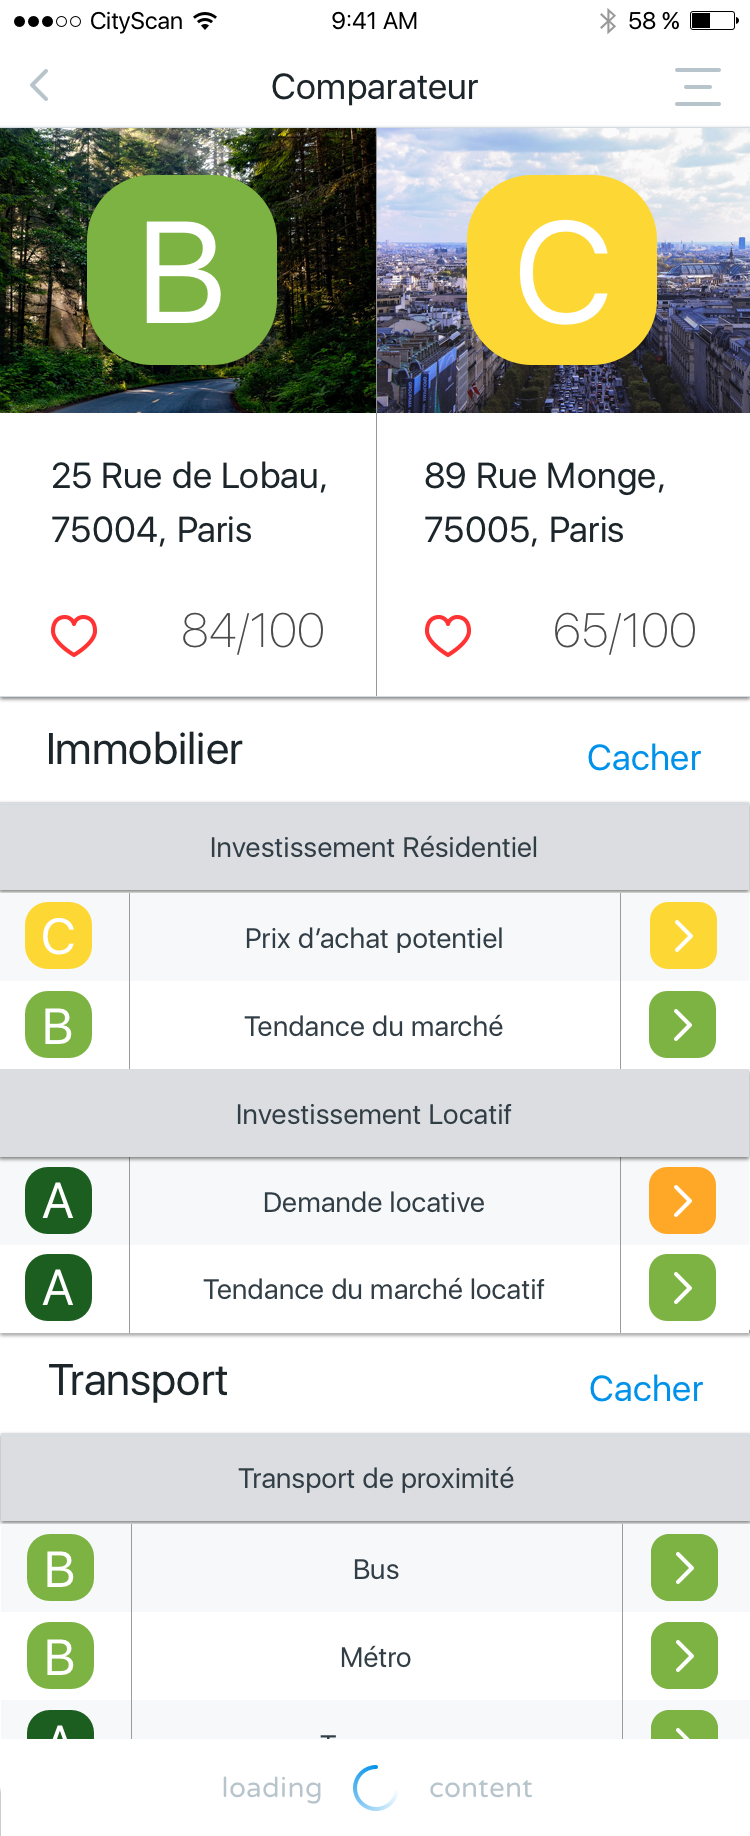 CityScan 9:41 AM 58 %
Comparateur
B
C
25 Rue de Lobau,
75004, Paris
89 Rue Monge,
75005, Paris
84/100
65/100
Immobilier
Cacher
Investissement Résidentiel
C Prix d’achat potentiel
B Tendance du marché
Investissement Locatif
A Demande locative
A Tendance du marché locatif
Transport
Cacher
Transport de proximité
B Bus
B Métro
A
loading content